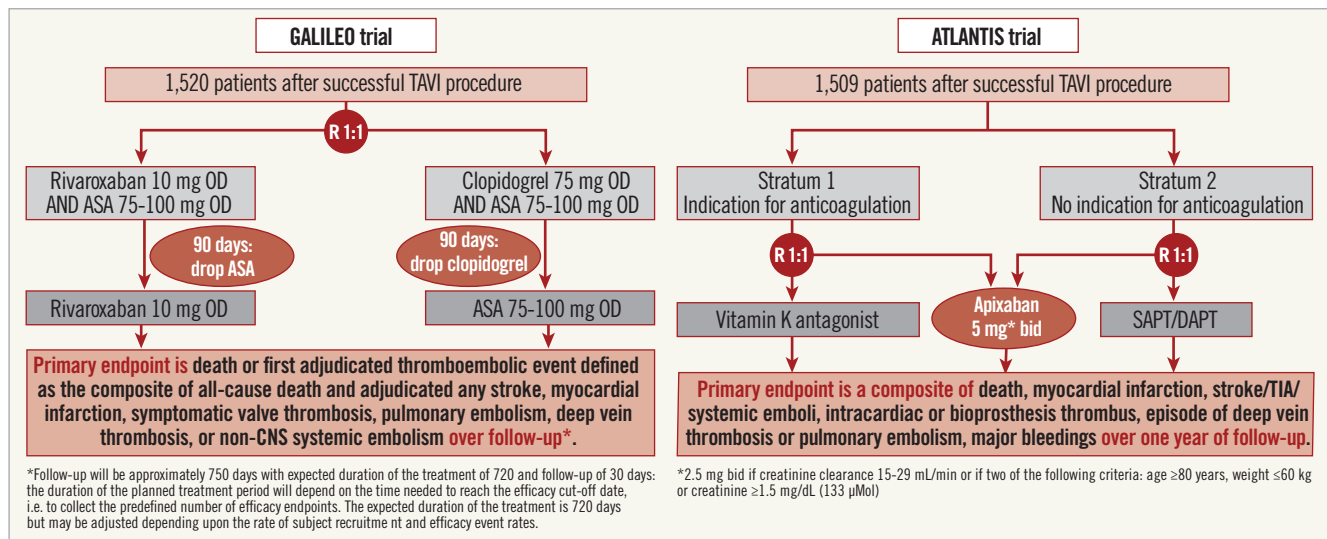 GALILEO trial
1,520 patients after successful TAVI procedure
R 1:1
Rivaroxaban 10 mg OD
AND ASA 75-100 mg OD
Clopidogrel 75 mg OD
AND ASA 75-100 mg OD
90 days:
drop ASA
90 days:
drop clopidogrel
Rivaroxaban 10 mg OD
ASA 75-100 mg OD
Primary endpoint is death or first adjudicated thromboembolic event defined
as the composite of all-cause death and adjudicated any stroke, myocardial
infarction, symptomatic valve thrombosis, pulmonary embolism, deep vein
thrombosis, or non-CNS systemic embolism over follow-up*.
*Follow-up will be approximately 750 days with expected duration of the treatment of 720 and follow-up of 30 days:
the duration of the planned treatment period will depend on the time needed to reach the efficacy cut-off date,
i.e. to collect the predefined number of efficacy endpoints. The expected duration of the treatment is 720 days
but may be adjusted depending upon the rate of subject recruitme nt and efficacy event rates.
ATLANTIS trial
1,509 patients after successful TAVI procedure
Stratum 1
Indication for anticoagulation
Stratum 2
No indication for anticoagulation
R 1:1
R 1:1
Vitamin K antagonist
Apixaban
5 mg* bid
SAPT/DAPT
Primary endpoint is a composite of death, myocardial infarction, stroke/TIA/
systemic emboli, intracardiac or bioprosthesis thrombus, episode of deep vein
thrombosis or pulmonary embolism, major bleedings over one year of follow-up.
*2.5 mg bid if creatinine clearance 15-29 mL/min or if two of the following criteria: age ≥80 years, weight ≤60 kg
or creatinine ≥1.5 mg/dL (133 µMol)